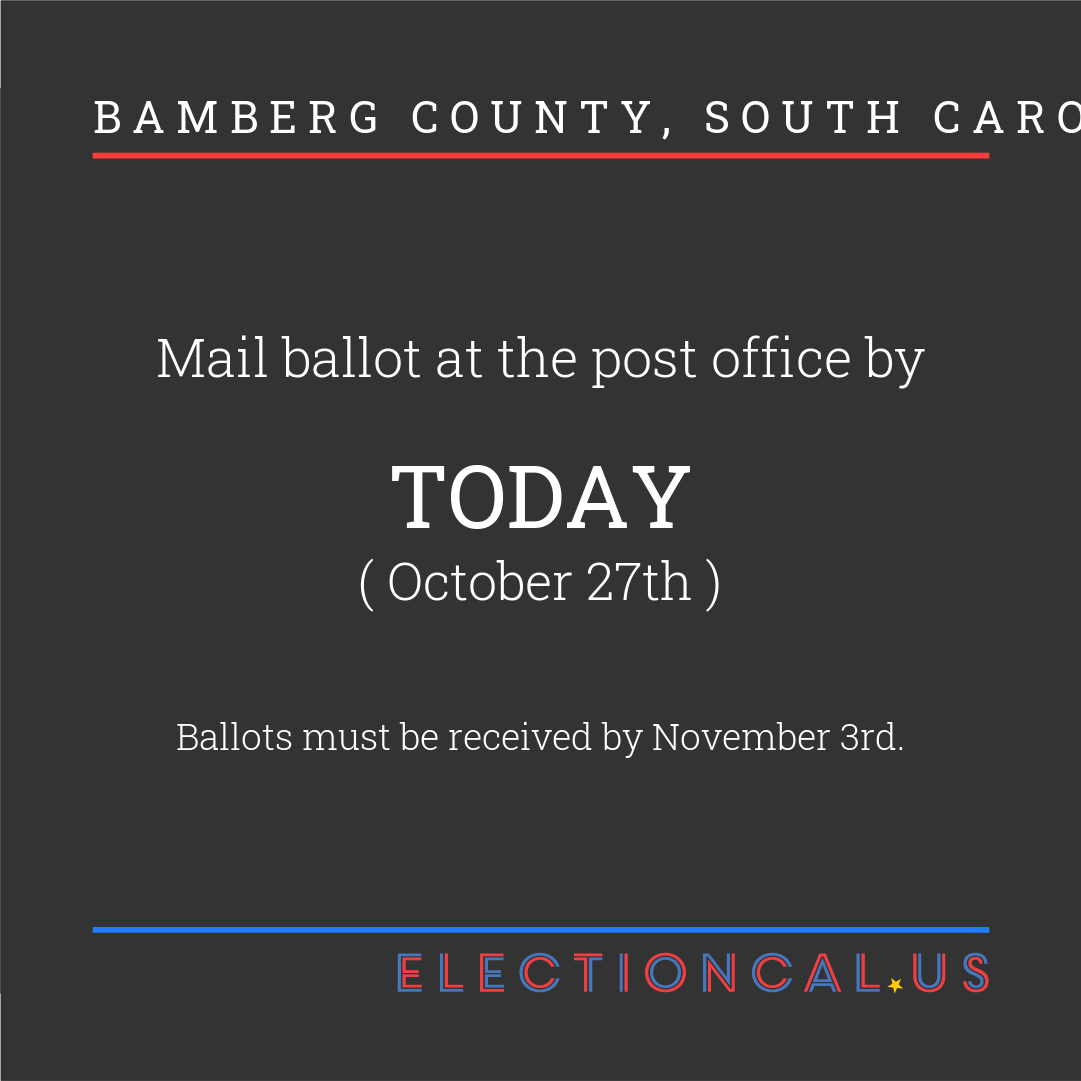 BAMBERG COUNTY, SOUTH CARO
Mail ballot at the post office by
TODAY
( October 27th )
Ballots must be received by November 3rd.
ELECTIONCAL.US